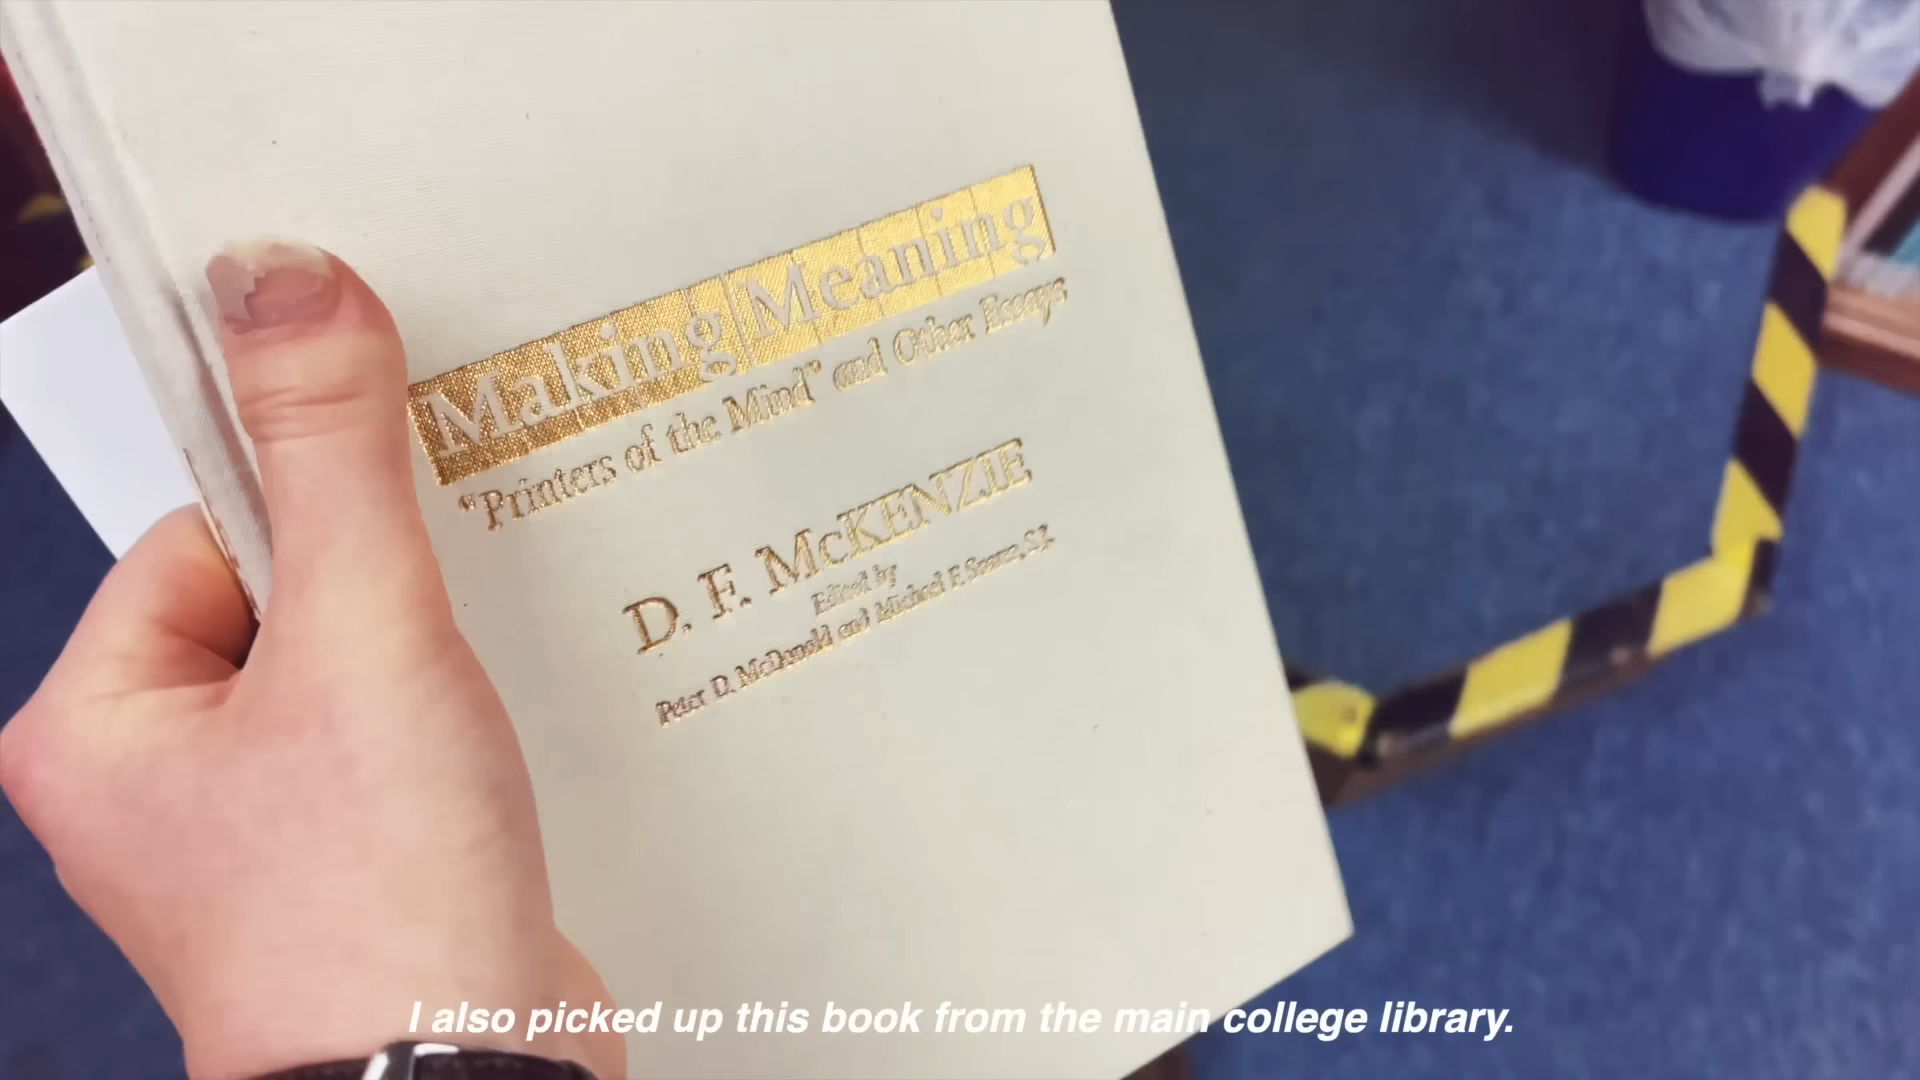 Making Meaning
"Printers of the Mind" and Other Essays
D. F. McKENZIE
Edited by
Peter D. McDonald and Michael F. Suarez, S.J.
I also picked up this book from the main college library.